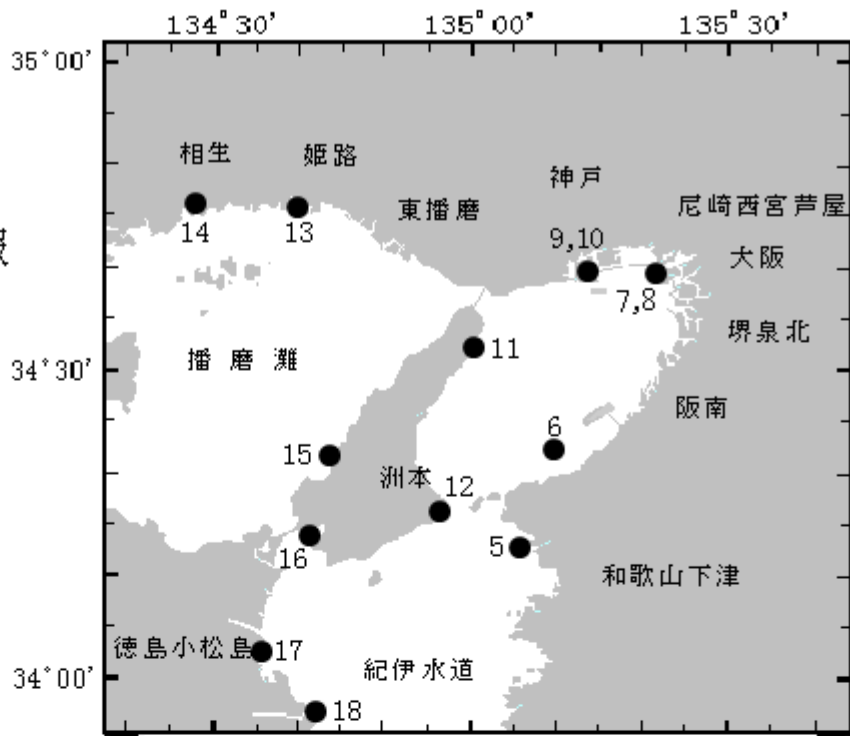 134°30' 135°00' 135°30'
35°00'
相生 姫路
神戸
東播磨
尼崎西宮芦屋
14 13
9,10
大阪
7,8
堺泉北
播磨灘
11
34°30'
阪南
6
15
洲本
12
5
16
和歌山下津
徳島小松島 17
紀伊水道
34°00'
18